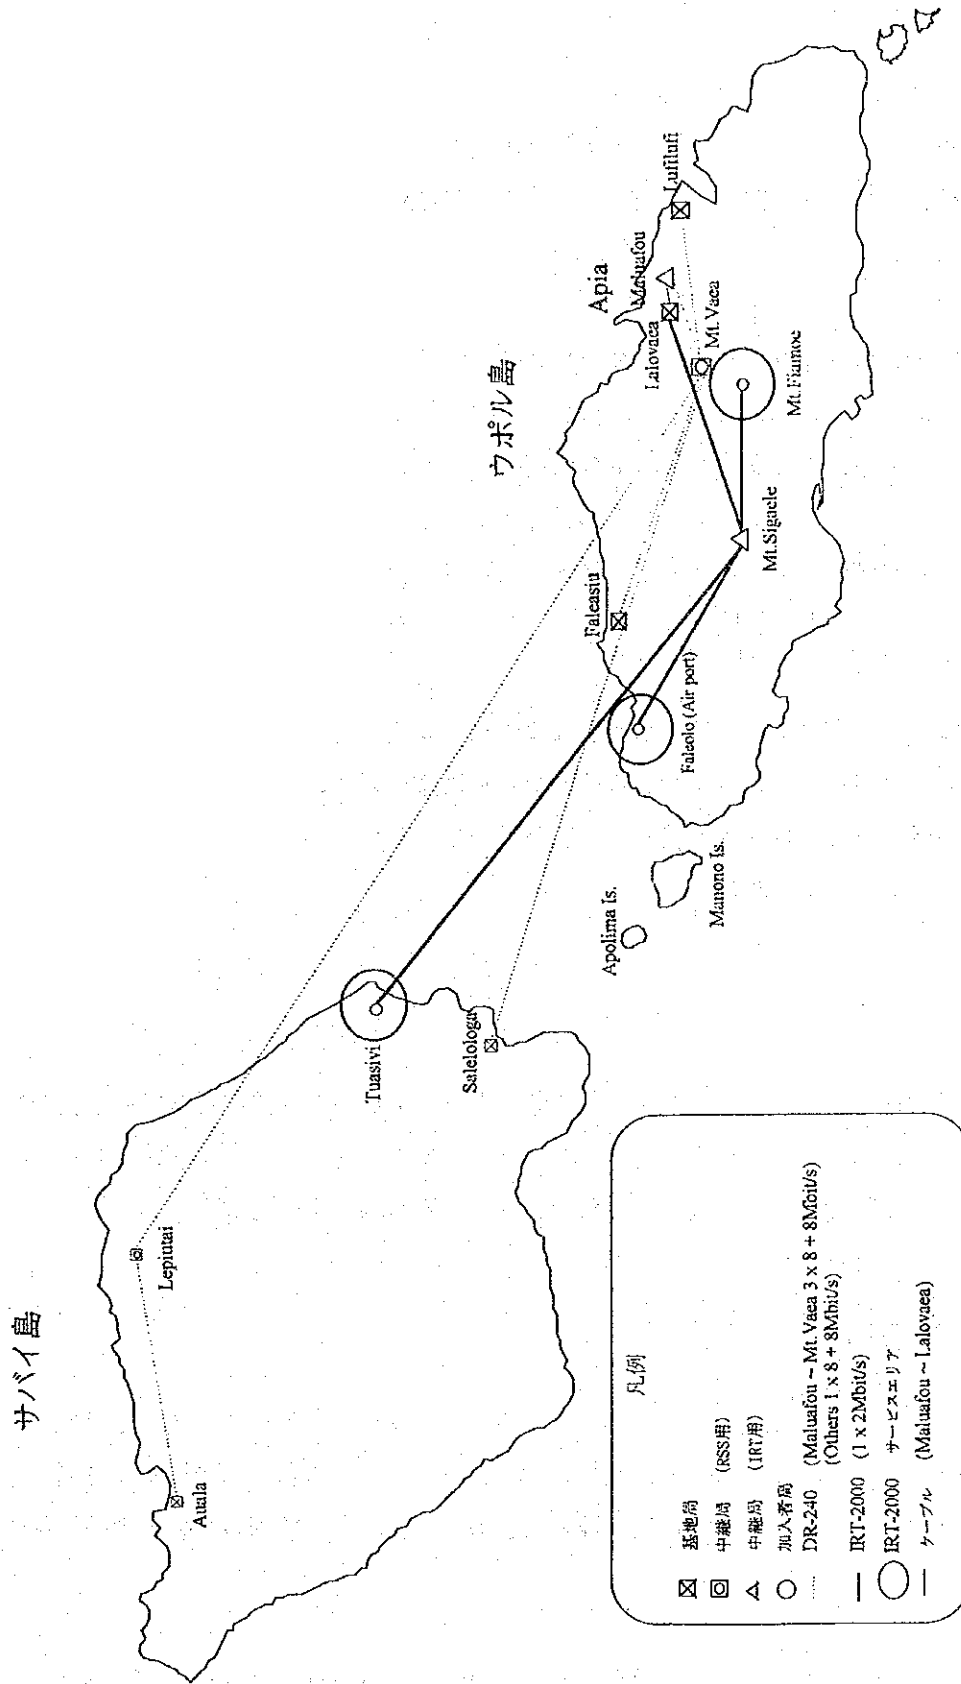 サバイ島
ウポル島
Auala
Lepiutai
Tuasivi
Salelologa
Apolima Is.
Manono Is.
Faleolo (Air port)
Faleasiu
Mt.Sigaele
Mt.Fiamoe
Mt.Vaea
Lalovaea
Apia
Maluafou
Lufilufi
凡例
基地局
中継局 (RSS用)
中継局 (IRT用)
加入者局
DR-240 (Maluafou ~ Mt.Vaea 3 x 8 + 8Mbit/s)
(Others 1 x 8 + 8Mbit/s)
IRT-2000 (1 x 2Mbit/s)
IRT-2000 サービスエリア
ケーブル (Maluafou ~ Lalovaea)